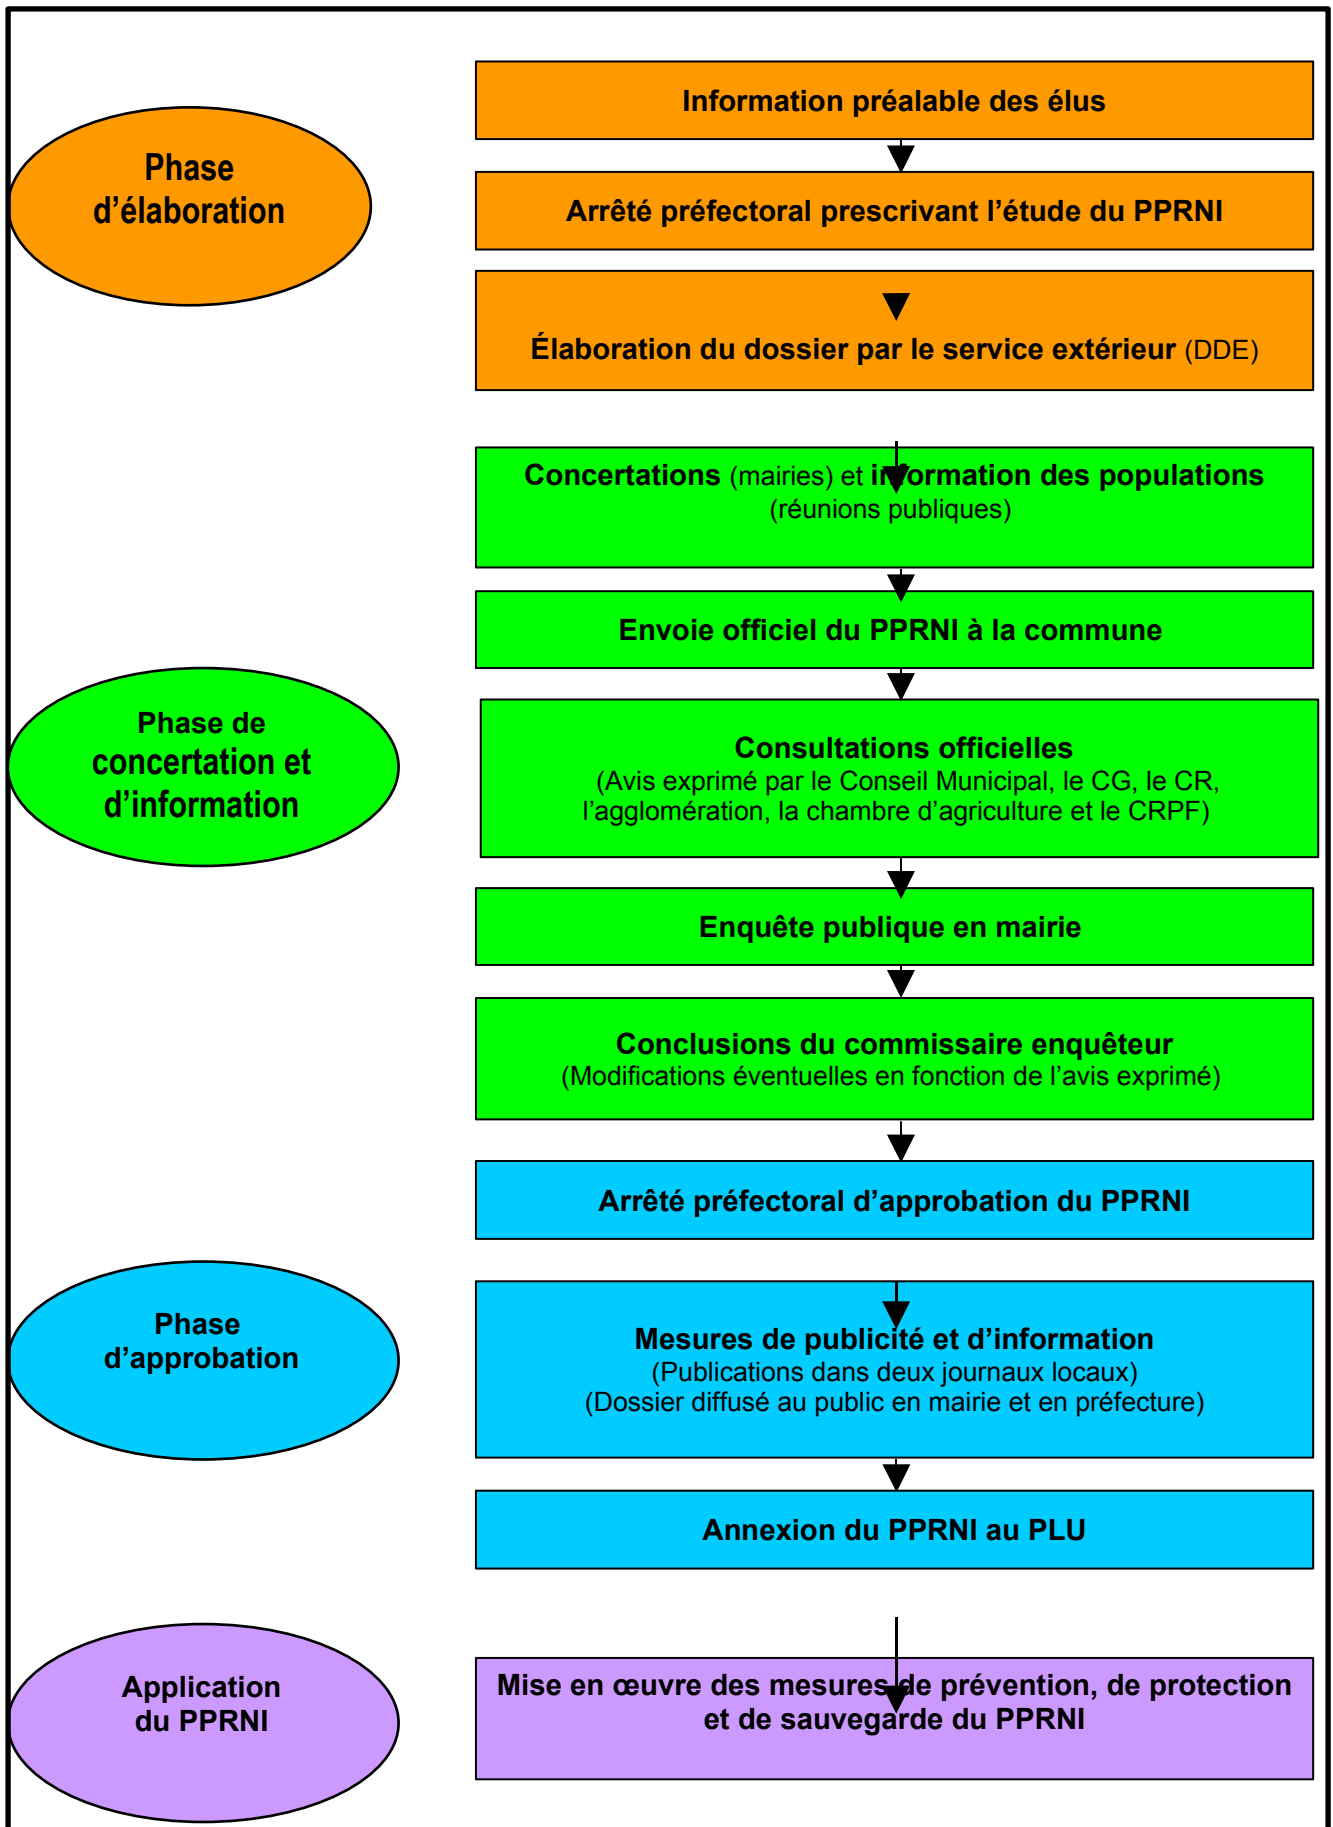 Information préalable des élus
Phase
d’élaboration
Arrêté préfectoral prescrivant l’étude du PPRNI
Élaboration du dossier par le service extérieur (DDE)
Concertations (mairies) et information des populations
(réunions publiques)
Envoie officiel du PPRNI à la commune
Phase de
concertation et
d’information
Consultations officielles
(Avis exprimé par le Conseil Municipal, le CG, le CR,
l’agglomération, la chambre d’agriculture et le CRPF)
Enquête publique en mairie
Conclusions du commissaire enquêteur
(Modifications éventuelles en fonction de l’avis exprimé)
Arrêté préfectoral d’approbation du PPRNI
Phase
d’approbation
Mesures de publicité et d’information
(Publications dans deux journaux locaux)
(Dossier diffusé au public en mairie et en préfecture)
Annexion du PPRNI au PLU
Application
du PPRNI
Mise en œuvre des mesures de prévention, de protection
et de sauvegarde du PPRNI